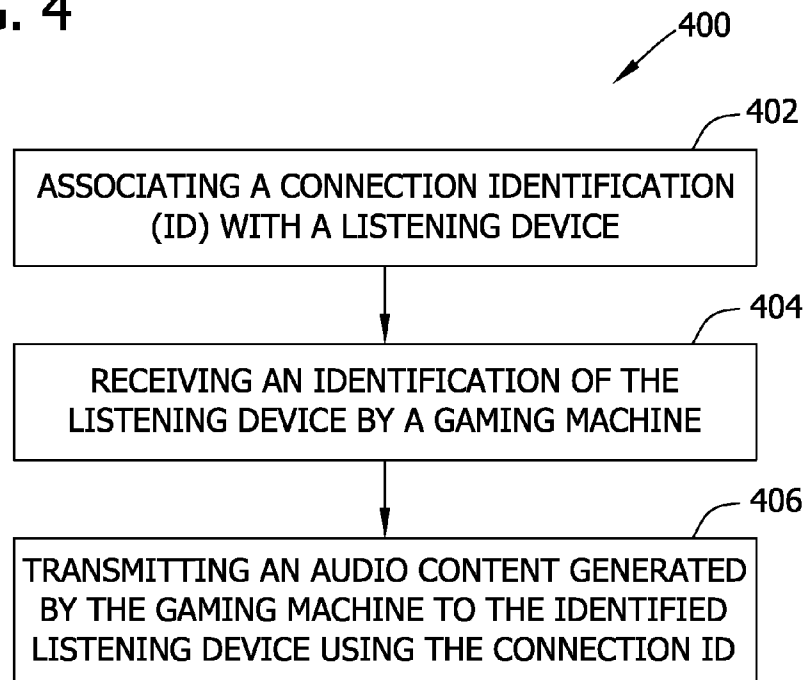 G. 4
400
402
ASSOCIATING A CONNECTION IDENTIFICATION
(ID) WITH A LISTENING DEVICE
404
RECEIVING AN IDENTIFICATION OF THE
LISTENING DEVICE BY A GAMING MACHINE
406
TRANSMITTING AN AUDIO CONTENT GENERATED
BY THE GAMING MACHINE TO THE IDENTIFIED
LISTENING DEVICE USING THE CONNECTION ID